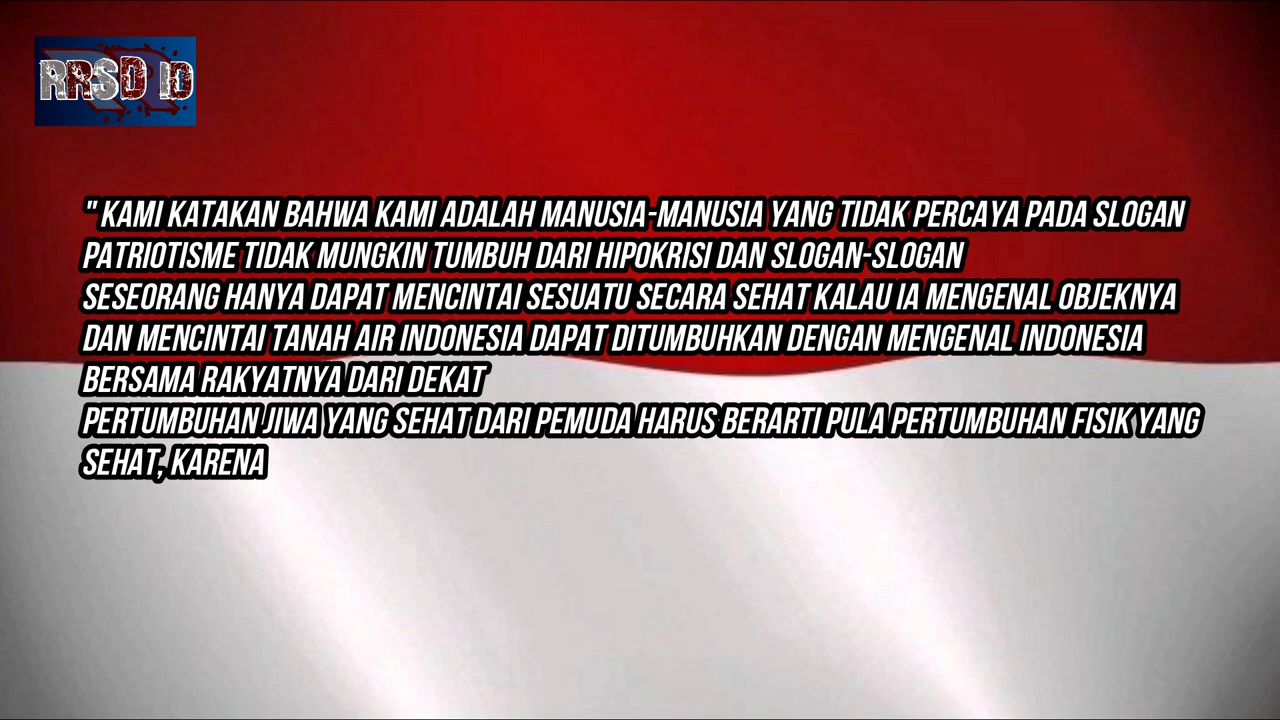 RRSD ID
" KAMI KATAKAN BAHWA KAMI ADALAH MANUSIA-MANUSIA YANG TIDAK PERCAYA PADA SLOGAN
PATRIOTISME TIDAK MUNGKIN TUMBUH DARI HIPOKRISI DAN SLOGAN-SLOGAN
SESEORANG HANYA DAPAT MENCINTAI SESUATU SECARA SEHAT KALAU IA MENGENAL OBJEKNYA
DAN MENCINTAI TANAH AIR INDONESIA DAPAT DITUMBUHKAN DENGAN MENGENAL INDONESIA
BERSAMA RAKYATNYA DARI DEKAT
PERTUMBUHAN JIWA YANG SEHAT DARI PEMUDA HARUS BERARTI PULA PERTUMBUHAN FISIK YANG
SEHAT, KARENA